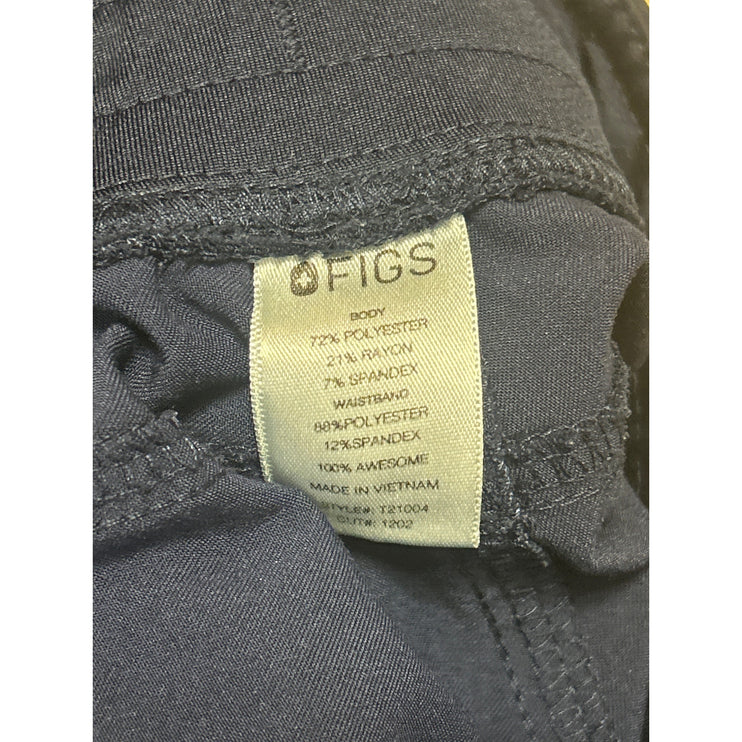 FIGS
BODY
72% POLYESTER
21% RAYON
7% SPANDEX
WAISTBAND
88%POLYESTER
12%SPANDEX
100% AWESOME
MADE IN VIETNAM
STYLE#: T21004
CUT#: 1202